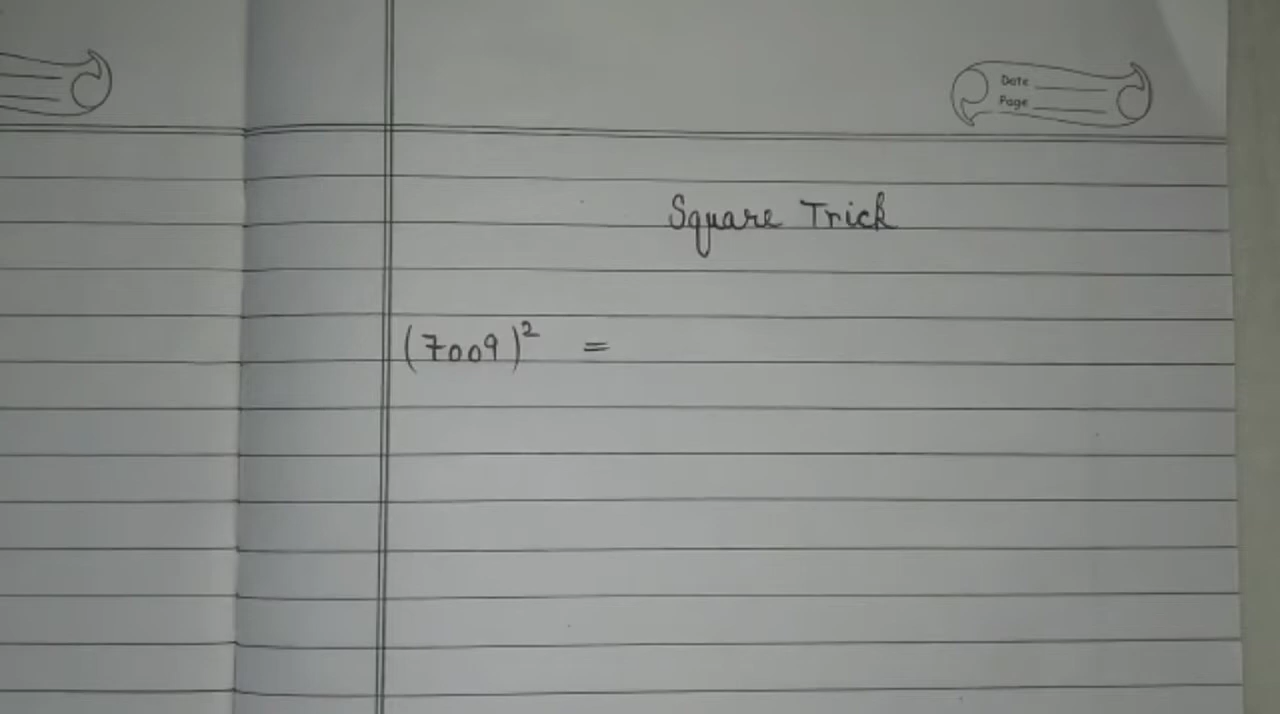 Date
Page
Square Trick
(7009)² =